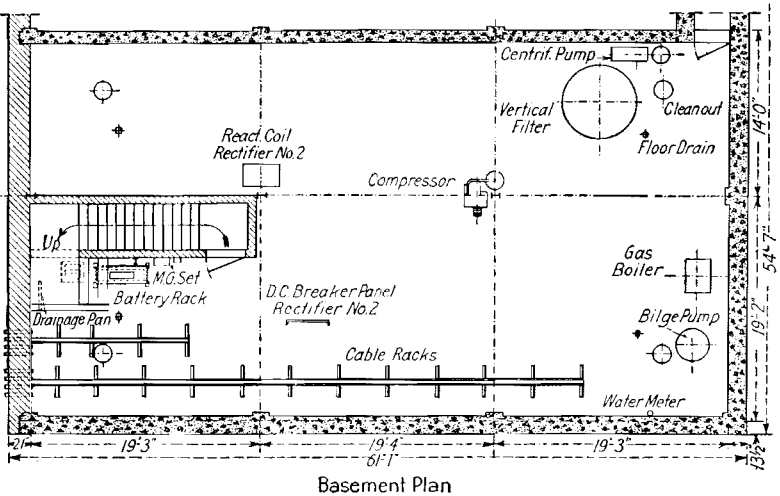 Centrif. Pump
Vertical
Filter
Cleanout
Floor Drain
14'-0"
React. Coil
Rectifier No.2
Compressor
Up
M.G. Set
Battery Rack
Drainage Pan
D.C. Breaker Panel
Rectifier No.2
Cable Racks
Gas
Boiler
Bilge Pump
Water Meter
19'-2"
54'-7"
13½"
19'-3"
19'-4"
19'-3"
61'-1"
Basement Plan